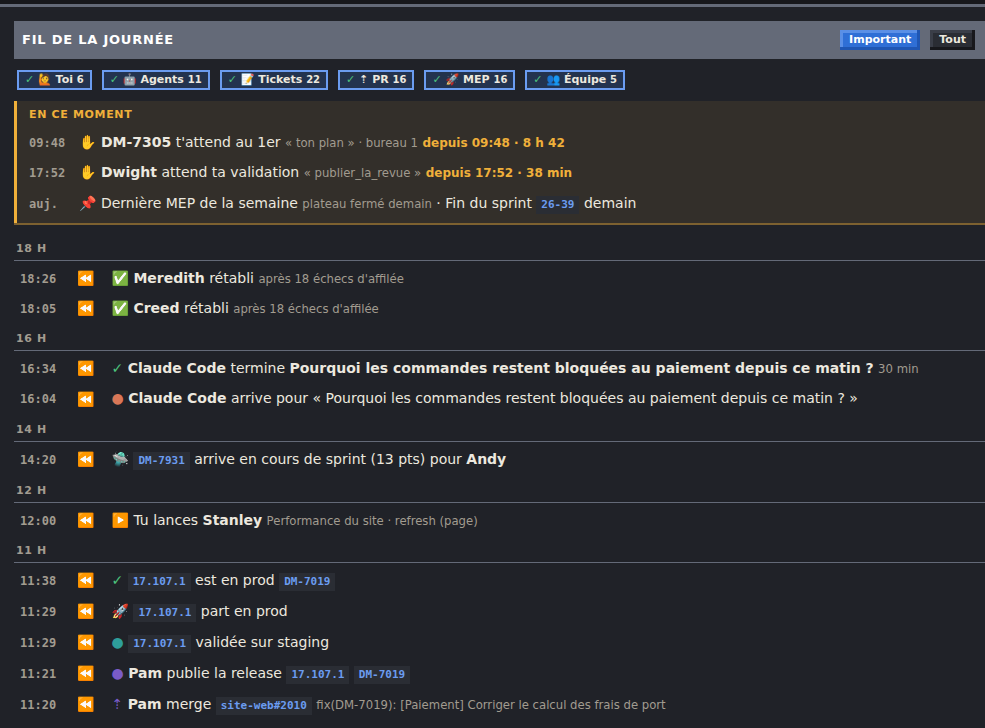 FIL DE LA JOURNÉE Important Tout
✓ 🙋 Toi 6 ✓ 🤖 Agents 11 ✓ 📝 Tickets 22 ✓ ⇡ PR 16 ✓ 🚀 MEP 16 ✓ 👥 Équipe 5
EN CE MOMENT
09:48 ✋ DM-7305 t'attend au 1er « ton plan » · bureau 1 depuis 09:48 · 8 h 42
17:52 ✋ Dwight attend ta validation « publier_la_revue » depuis 17:52 · 38 min
auj. 📌 Dernière MEP de la semaine plateau fermé demain · Fin du sprint 26-39 demain
18 H
18:26 ⏪ ✅ Meredith rétabli après 18 échecs d'affilée
18:05 ⏪ ✅ Creed rétabli après 18 échecs d'affilée
16 H
16:34 ⏪ ✓ Claude Code termine Pourquoi les commandes restent bloquées au paiement depuis ce matin ? 30 min
16:04 ⏪ ● Claude Code arrive pour « Pourquoi les commandes restent bloquées au paiement depuis ce matin ? »
14 H
14:20 ⏪ 🛸 DM-7931 arrive en cours de sprint (13 pts) pour Andy
12 H
12:00 ⏪ ▶️ Tu lances Stanley Performance du site · refresh (page)
11 H
11:38 ⏪ ✓ 17.107.1 est en prod DM-7019
11:29 ⏪ 🚀 17.107.1 part en prod
11:29 ⏪ ● 17.107.1 validée sur staging
11:21 ⏪ ● Pam publie la release 17.107.1 DM-7019
11:20 ⏪ ⇡ Pam merge site-web#2010 fix(DM-7019): [Paiement] Corriger le calcul des frais de port